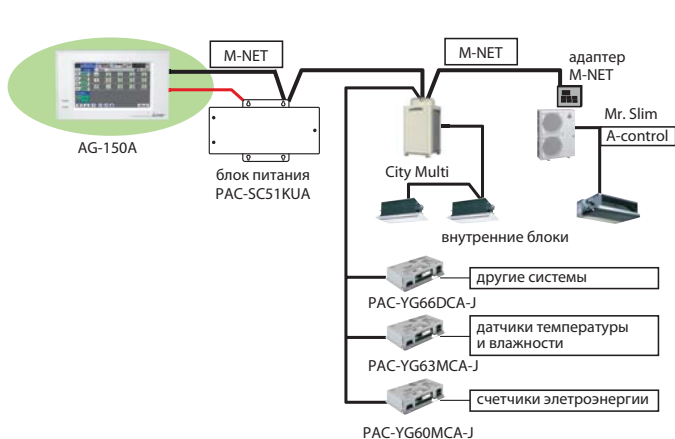 M-NET
M-NET
адаптер
M-NET
AG-150A
блок питания
PAC-SC51KUA
City Multi
Mr. Slim
A-control
внутренние блоки
другие системы
PAC-YG66DCA-J
датчики температуры
и влажности
PAC-YG63MCA-J
счетчики элетроэнергии
PAC-YG60MCA-J